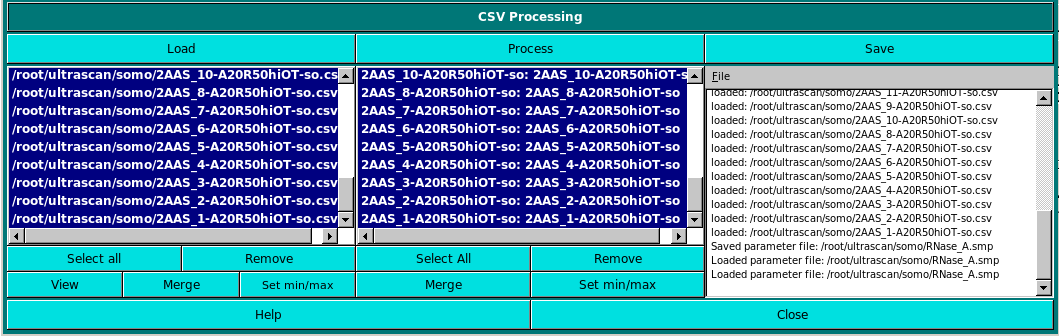 CSV Processing
Load
Process
Save
/root/ultrascan/somo/2AAS_10-A20R50hiOT-so.cs
/root/ultrascan/somo/2AAS_8-A20R50hiOT-so.csv
/root/ultrascan/somo/2AAS_7-A20R50hiOT-so.csv
/root/ultrascan/somo/2AAS_6-A20R50hiOT-so.csv
/root/ultrascan/somo/2AAS_5-A20R50hiOT-so.csv
/root/ultrascan/somo/2AAS_4-A20R50hiOT-so.csv
/root/ultrascan/somo/2AAS_3-A20R50hiOT-so.csv
/root/ultrascan/somo/2AAS_2-A20R50hiOT-so.csv
/root/ultrascan/somo/2AAS_1-A20R50hiOT-so.csv
Select all
Remove
View
Merge
Set min/max
2AAS_10-A20R50hiOT-so: 2AAS_10-A20R50hiOT-s
2AAS_8-A20R50hiOT-so: 2AAS_8-A20R50hiOT-so
2AAS_7-A20R50hiOT-so: 2AAS_7-A20R50hiOT-so
2AAS_6-A20R50hiOT-so: 2AAS_6-A20R50hiOT-so
2AAS_5-A20R50hiOT-so: 2AAS_5-A20R50hiOT-so
2AAS_4-A20R50hiOT-so: 2AAS_4-A20R50hiOT-so
2AAS_3-A20R50hiOT-so: 2AAS_3-A20R50hiOT-so
2AAS_2-A20R50hiOT-so: 2AAS_2-A20R50hiOT-so
2AAS_1-A20R50hiOT-so: 2AAS_1-A20R50hiOT-so
Select All
Remove
Merge
Set min/max
File
loaded: /root/ultrascan/somo/2AAS_11-A20R50hiOT-so.csv
loaded: /root/ultrascan/somo/2AAS_9-A20R50hiOT-so.csv
loaded: /root/ultrascan/somo/2AAS_10-A20R50hiOT-so.csv
loaded: /root/ultrascan/somo/2AAS_8-A20R50hiOT-so.csv
loaded: /root/ultrascan/somo/2AAS_7-A20R50hiOT-so.csv
loaded: /root/ultrascan/somo/2AAS_6-A20R50hiOT-so.csv
loaded: /root/ultrascan/somo/2AAS_5-A20R50hiOT-so.csv
loaded: /root/ultrascan/somo/2AAS_4-A20R50hiOT-so.csv
loaded: /root/ultrascan/somo/2AAS_3-A20R50hiOT-so.csv
loaded: /root/ultrascan/somo/2AAS_2-A20R50hiOT-so.csv
loaded: /root/ultrascan/somo/2AAS_1-A20R50hiOT-so.csv
Saved parameter file: /root/ultrascan/somo/RNase_A.smp
Loaded parameter file: /root/ultrascan/somo/RNase_A.smp
Loaded parameter file: /root/ultrascan/somo/RNase_A.smp
Help
Close